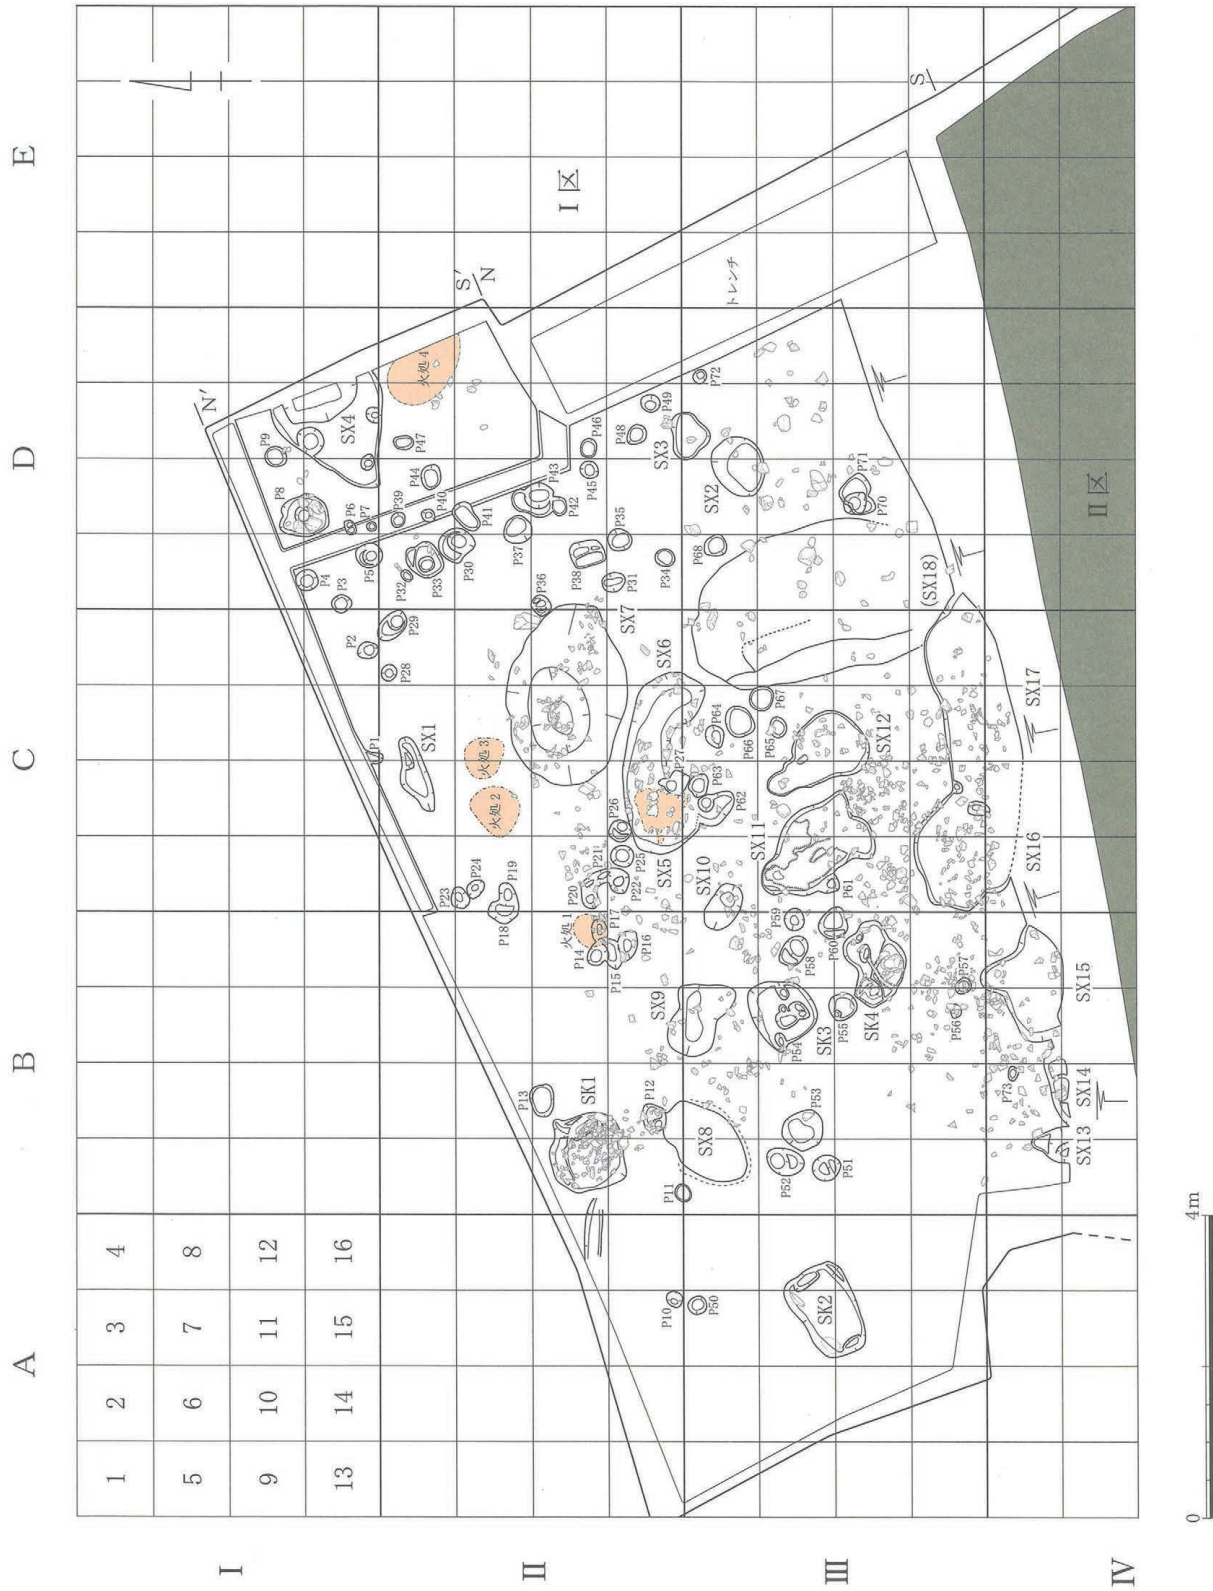 A
B
C
D
E
I
II
III
IV
1 2 3 4
5 6 7 8
9 10 11 12
13 14 15 16
N'
S'
N
S
I区
II区
トレンチ
SX4
P9
P8
P6
P7
P39
P40
P44
P47
火処4
P4
P3
P5
P32
P33
P30
P41
P2
P29
P28
P1
SX1
火処3
火処2
P37
P43
P42
P46
P45
P48
P49
P72
P36
P38
P35
P31
P34
P68
SX7
SX6
SX3
SX2
P71
P70
(SX18)
P23
P24
P19
P18
P20
P21
P22
P25
P26
P27
SX5
火処1
P14
P17
P15
P16
P64
P63
P62
P66
P67
P65
SX12
SX11
SX10
P61
P59
P58
P60
SX9
P54
SK3
P55
SK4
P57
P56
SX17
SX16
SX15
SX14
SX13
P73
P13
SK1
P12
SX8
P11
P53
P52
P51
P10
P50
SK2
0
4m